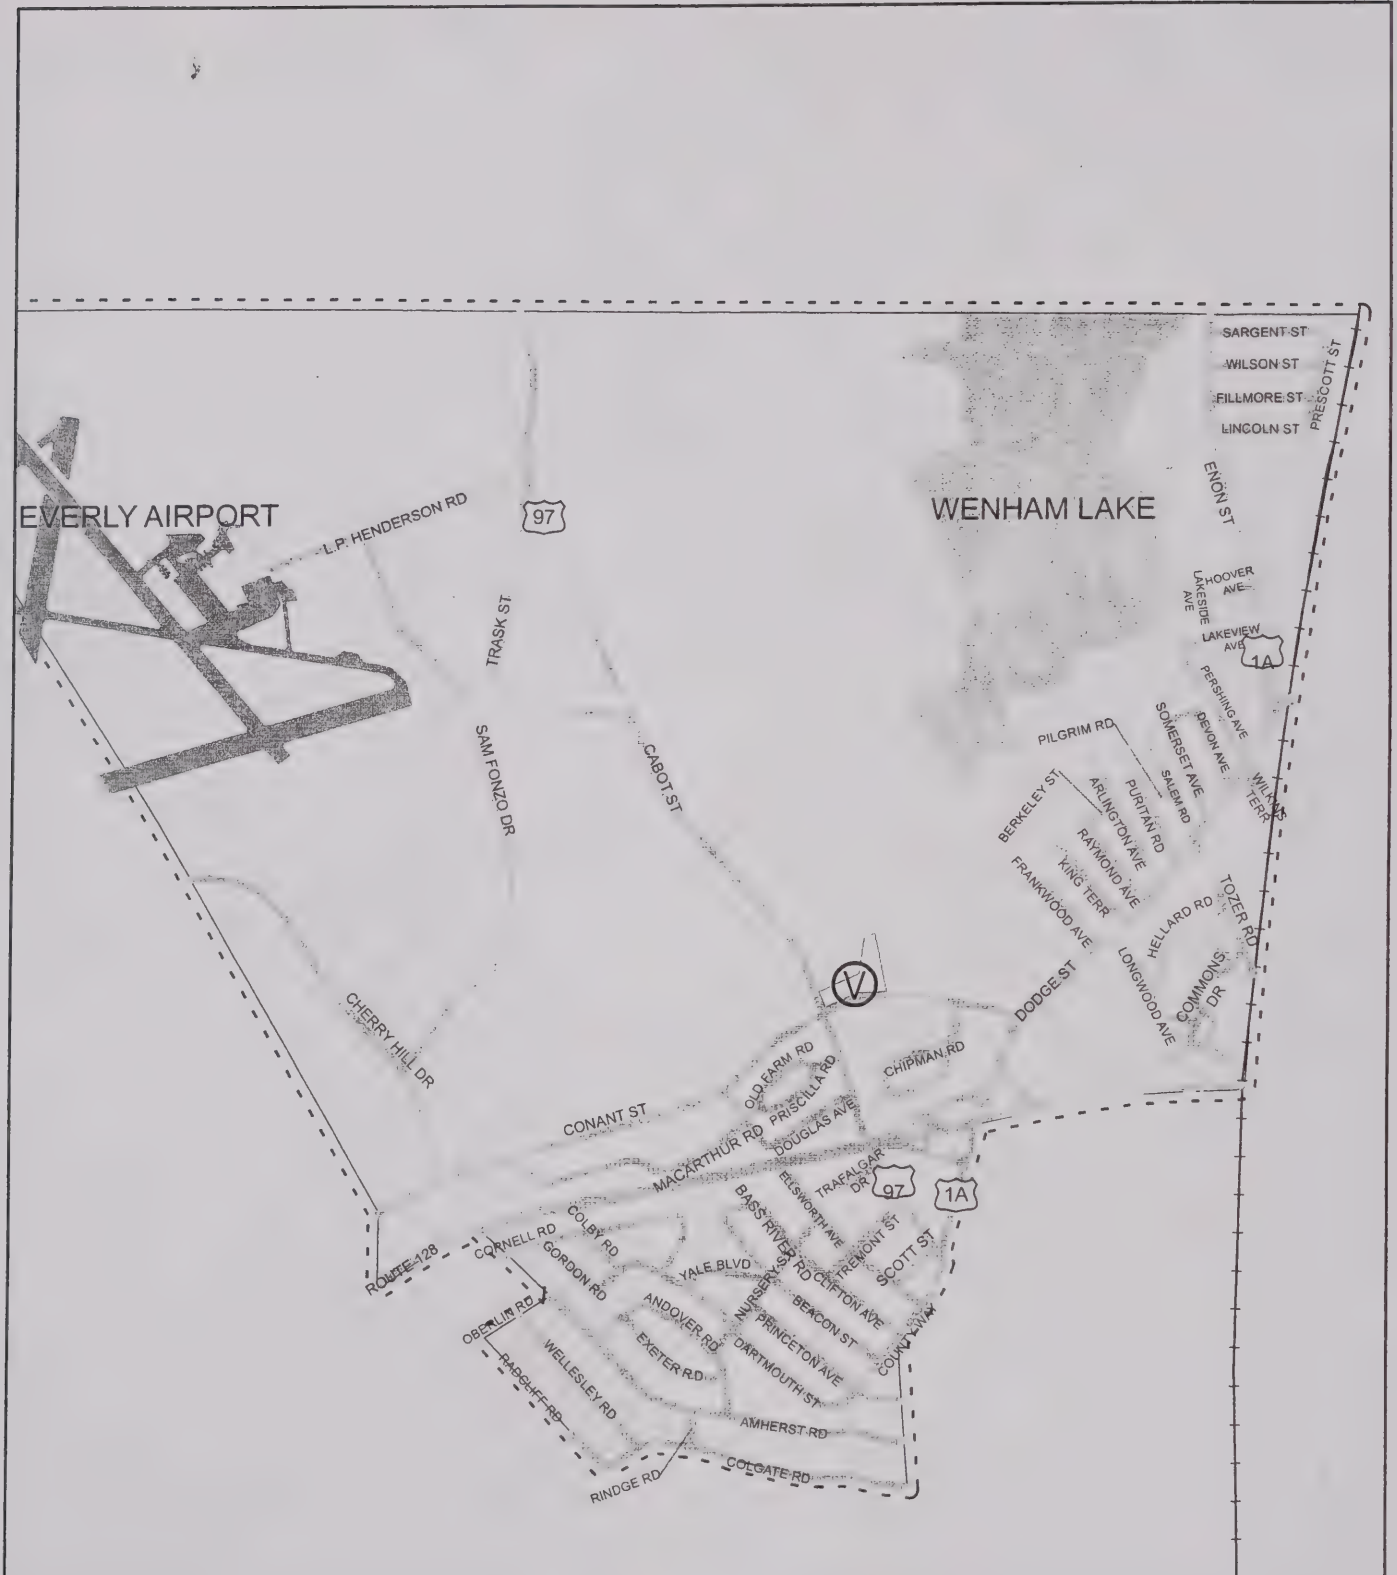 SARGENT ST
WILSON ST
PRESCOTT ST
FILLMORE ST
LINCOLN ST
ENON ST
EVERLY AIRPORT
L.P. HENDERSON RD
97
WENHAM LAKE
HOOVER
AVE
LAKESIDE
AVE
LAKEVIEW
AVE
1A
TRASK ST
PERSHING AVE
DEVON AVE
SOMERSET AVE
PILGRIM RD
SALEM RD
WILKINS
TERR
SAM FONZO DR
CABOT ST
BERKELEY ST
ARLINGTON AVE
PURITAN RD
RAYMOND AVE
KING TERR
FRANKWOOD AVE
TOZER RD
HELLARD RD
LONGWOOD AVE
COMMONS
DR
DODGE ST
V
CHERRY HILL DR
OLD FARM RD
PRISCILLA RD
CHIPMAN RD
CONANT ST
DOUGLAS AVE
MACARTHUR RD
TRAFALGAR
DR
97
1A
ELLSWORTH AVE
BASS RIVER RD
TREMONT ST
SCOTT ST
COLBY RD
CORNELL RD
GORDON RD
ROUTE 128
YALE BLVD
NURSERY ST
CLIFTON AVE
BEACON ST
COUNTY WAY
ANDOVER RD
PRINCETON AVE
OBERLIN RD
EXETER RD
DARTMOUTH ST
WELLESLEY RD
RADCLIFF RD
AMHERST RD
COLGATE RD
RINDGE RD